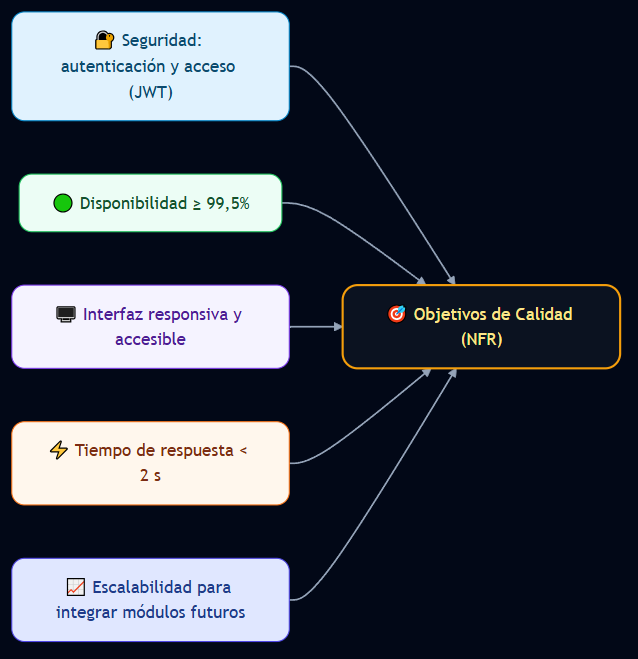 🔐 Seguridad:
autenticación y acceso
(JWT)
🟢 Disponibilidad ≥ 99,5%
🖥️ Interfaz responsiva y
accesible
🎯 Objetivos de Calidad
(NFR)
⚡ Tiempo de respuesta <
2 s
📈 Escalabilidad para
integrar módulos futuros